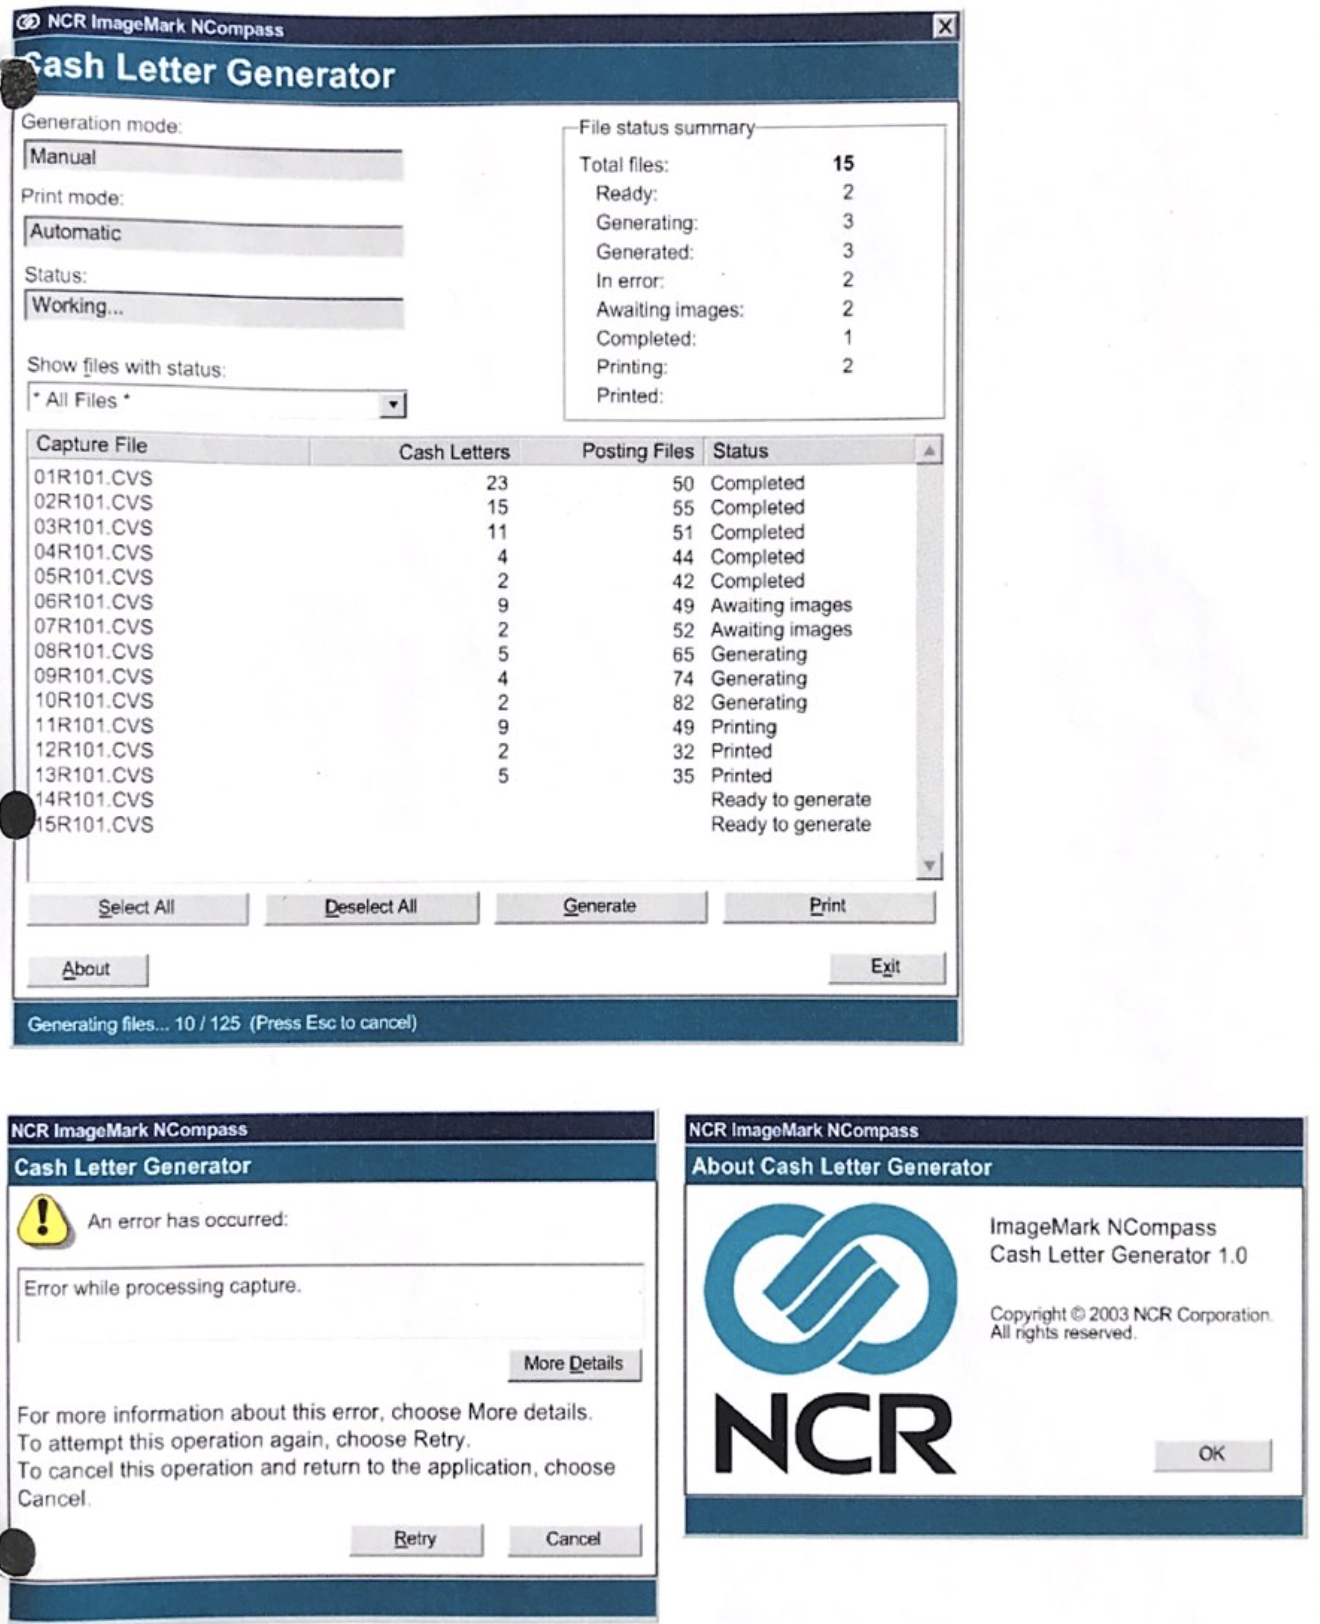 NCR ImageMark NCompass
Cash Letter Generator
Generation mode:
Manual
Print mode:
Automatic
Status:
Working...
Show files with status:
* All Files *
File status summary
Total files: 15
Ready: 2
Generating: 3
Generated: 3
In error: 2
Awaiting images: 2
Completed: 1
Printing: 2
Printed:
Capture File Cash Letters Posting Files Status
01R101.CVS 23 50 Completed
02R101.CVS 15 55 Completed
03R101.CVS 11 51 Completed
04R101.CVS 4 44 Completed
05R101.CVS 2 42 Completed
06R101.CVS 9 49 Awaiting images
07R101.CVS 2 52 Awaiting images
08R101.CVS 5 65 Generating
09R101.CVS 4 74 Generating
10R101.CVS 2 82 Generating
11R101.CVS 9 49 Printing
12R101.CVS 2 32 Printed
13R101.CVS 5 35 Printed
14R101.CVS Ready to generate
15R101.CVS Ready to generate
Select All Deselect All Generate Print
About Exit
Generating files... 10 / 125 (Press Esc to cancel)
NCR ImageMark NCompass
Cash Letter Generator
An error has occurred:
Error while processing capture.
More Details
For more information about this error, choose More details.
To attempt this operation again, choose Retry.
To cancel this operation and return to the application, choose
Cancel.
Retry Cancel
NCR ImageMark NCompass
About Cash Letter Generator
ImageMark NCompass
Cash Letter Generator 1.0
Copyright © 2003 NCR Corporation.
All rights reserved.
NCR
OK